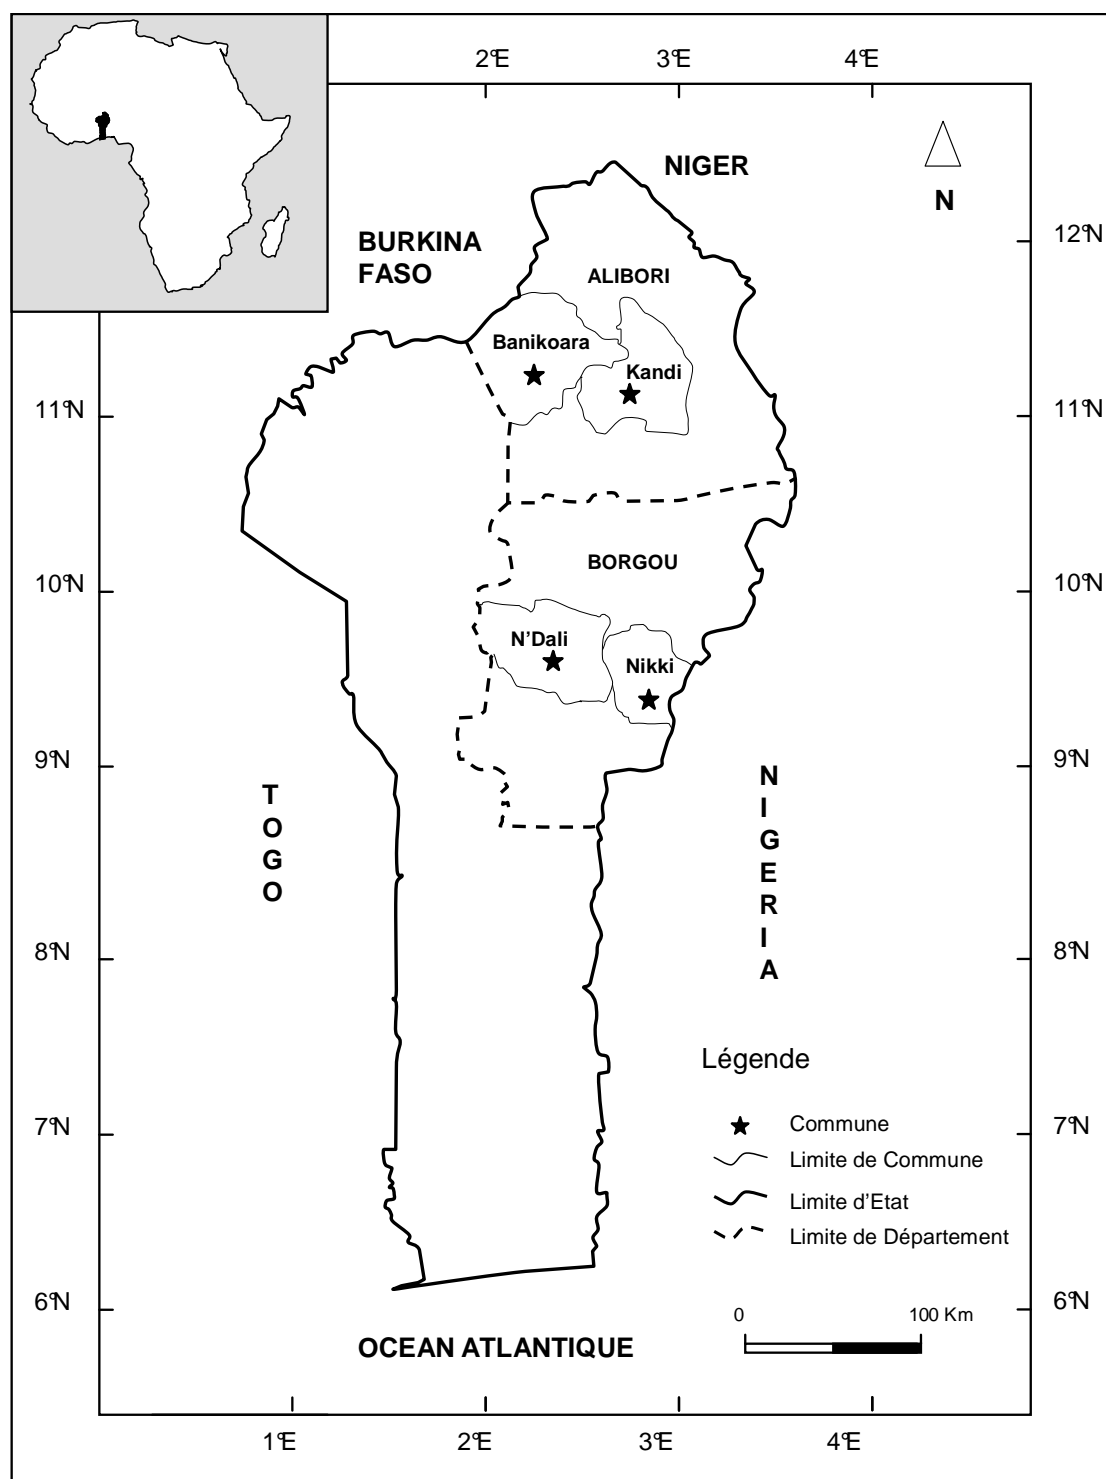 2°E 3°E 4°E
NIGER
N
BURKINA
FASO
12°N
ALIBORI
Banikoara
Kandi
11°N 11°N
BORGOU
10°N 10°N
N'Dali
Nikki
9°N 9°N
TOGO
NIGERIA
8°N 8°N
Légende
7°N 7°N
Commune
Limite de Commune
Limite d'Etat
Limite de Département
6°N 6°N
0 100 Km
OCEAN ATLANTIQUE
1°E 2°E 3°E 4°E